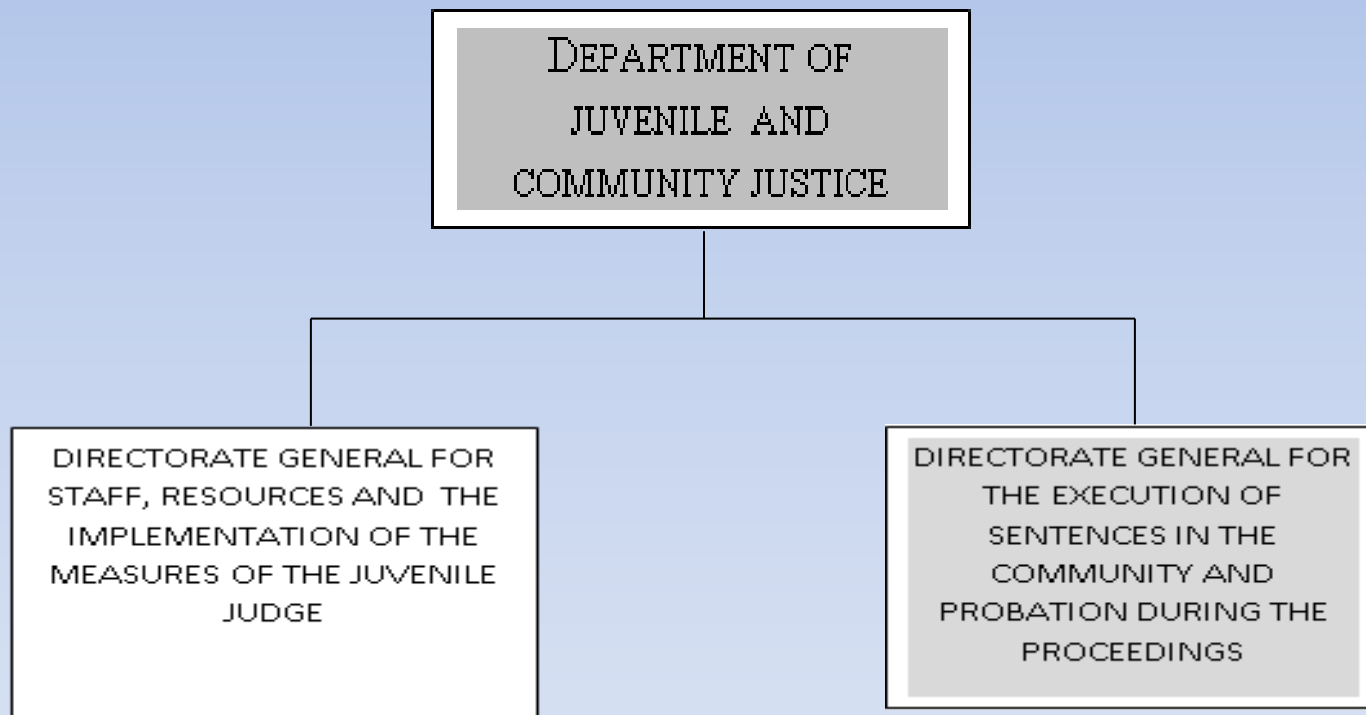 DEPARTMENT OF
JUVENILE AND
COMMUNITY JUSTICE
DIRECTORATE GENERAL FOR
STAFF, RESOURCES AND THE
IMPLEMENTATION OF THE
MEASURES OF THE JUVENILE
JUDGE
DIRECTORATE GENERAL FOR
THE EXECUTION OF
SENTENCES IN THE
COMMUNITY AND
PROBATION DURING THE
PROCEEDINGS